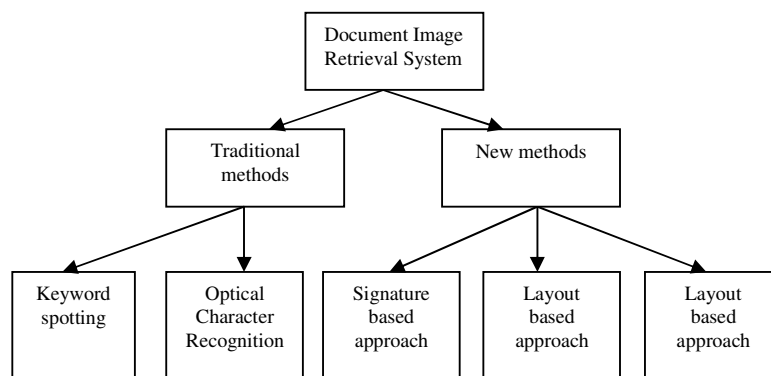 Document Image
Retrieval System
Traditional
methods
New methods
Keyword
spotting
Optical
Character
Recognition
Signature
based
approach
Layout
based
approach
Layout
based
approach